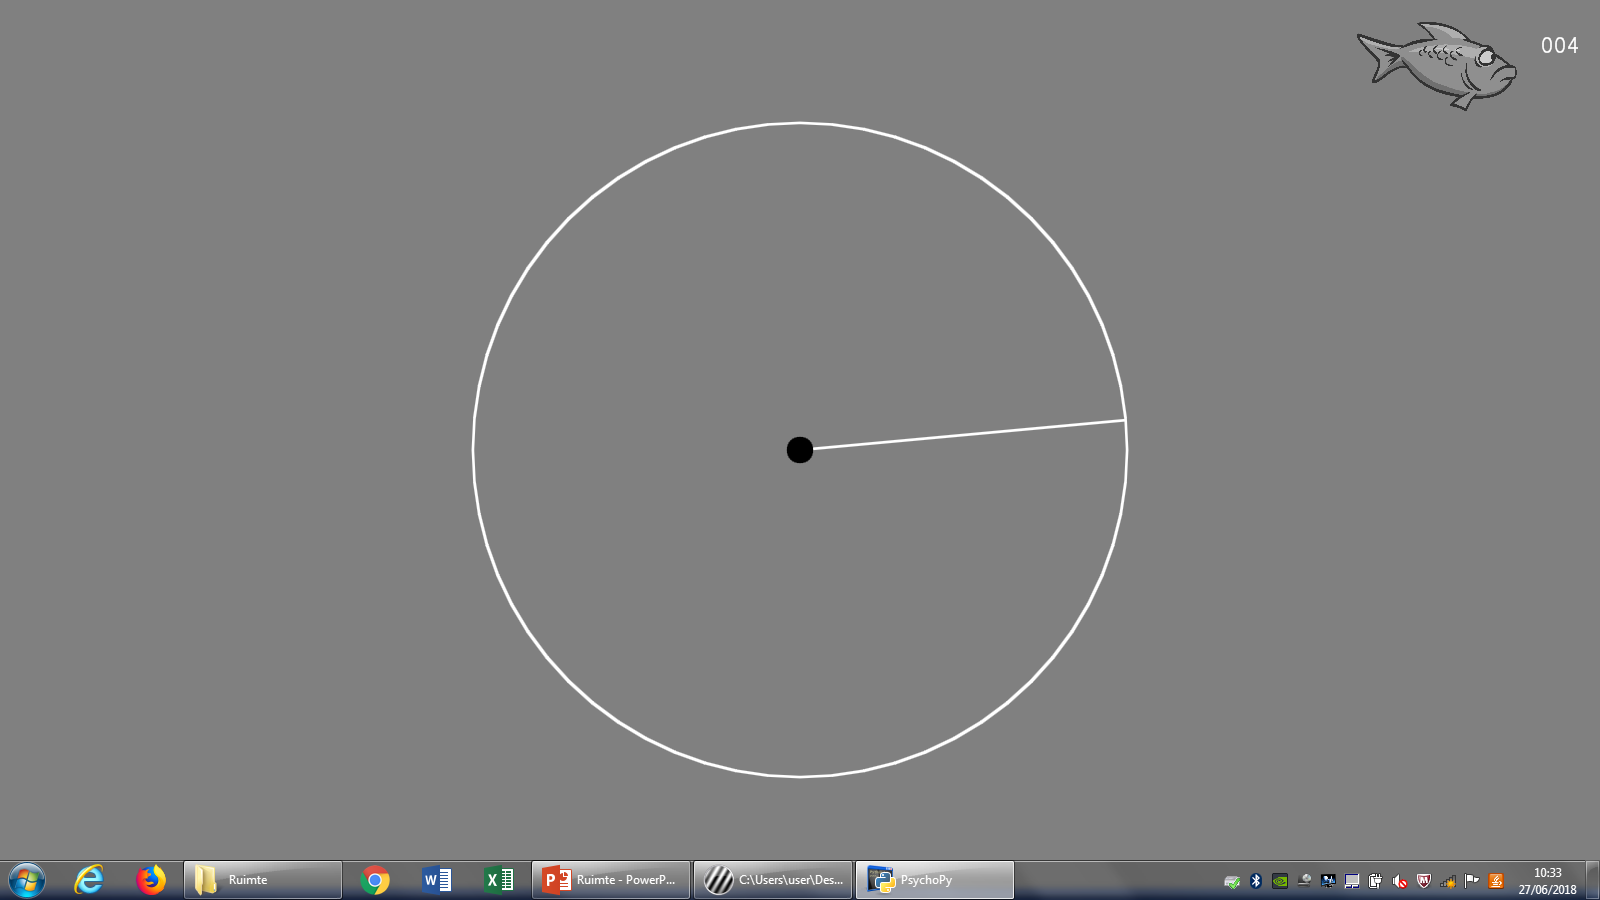 004
Ruimte
Ruimte - PowerP...
C:\Users\user\Des...
PsychoPy
10:33
27/06/2018